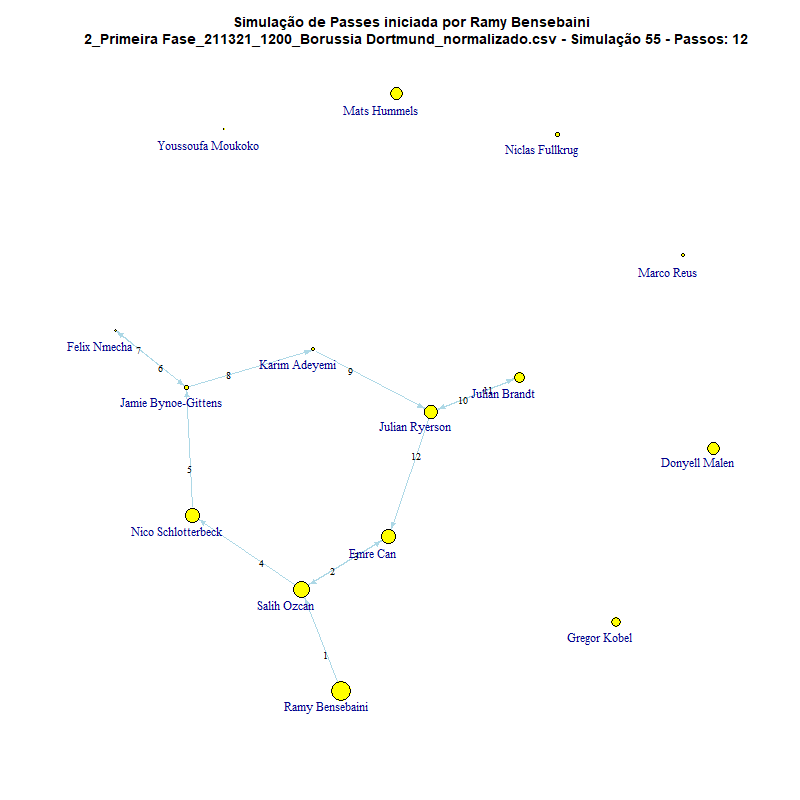 Simulação de Passes iniciada por Ramy Bensebaini
2_Primeira Fase_211321_1200_Borussia Dortmund_normalizado.csv - Simulação 55 - Passos: 12
Mats Hummels
Youssoufa Moukoko
Niclas Fullkrug
Marco Reus
Felix Nmecha
7
6
8
Karim Adeyemi
9
Jamie Bynoe-Gittens
Julian Brandt
11
10
Julian Ryerson
12
Donyell Malen
5
Nico Schlotterbeck
Emre Can
3
2
4
Salih Ozcan
Gregor Kobel
1
Ramy Bensebaini